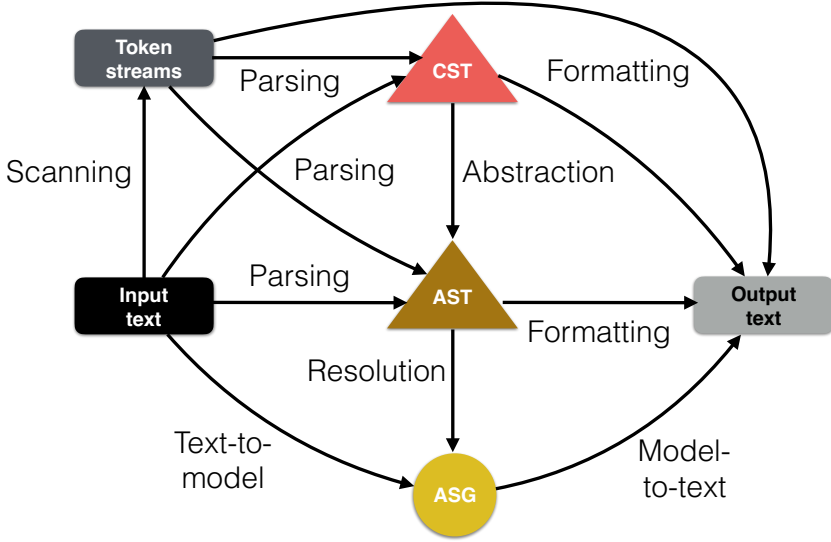 Token
streams
CST
Parsing
Formatting
Scanning
Parsing
Abstraction
Input
text
Parsing
AST
Formatting
Output
text
Resolution
Text-to-
model
ASG
Model-
to-text